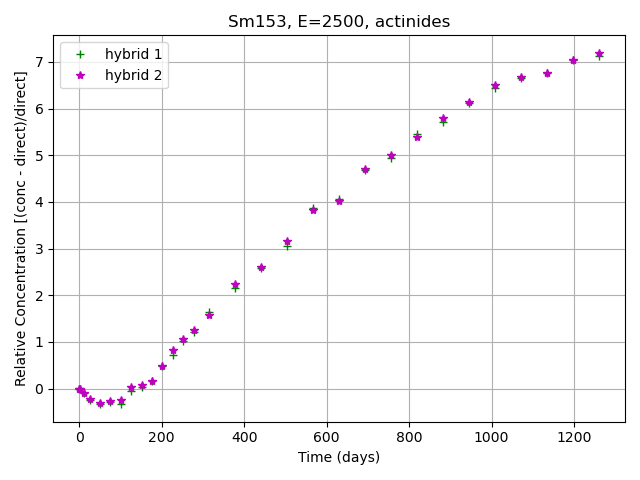 Sm153, E=2500, actinides
hybrid 1
hybrid 2
Relative Concentration [(conc - direct)/direct]
7
6
5
4
3
2
1
0
0 200 400 600 800 1000 1200
Time (days)